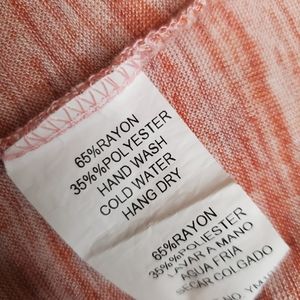 65%RAYON
35%%POLYESTER
HAND WASH
COLD WATER
HANG DRY
65%RAYON
35%%POLIESTER
LAVAR A MANO
AGUA FRIA
SECAR COLGADO